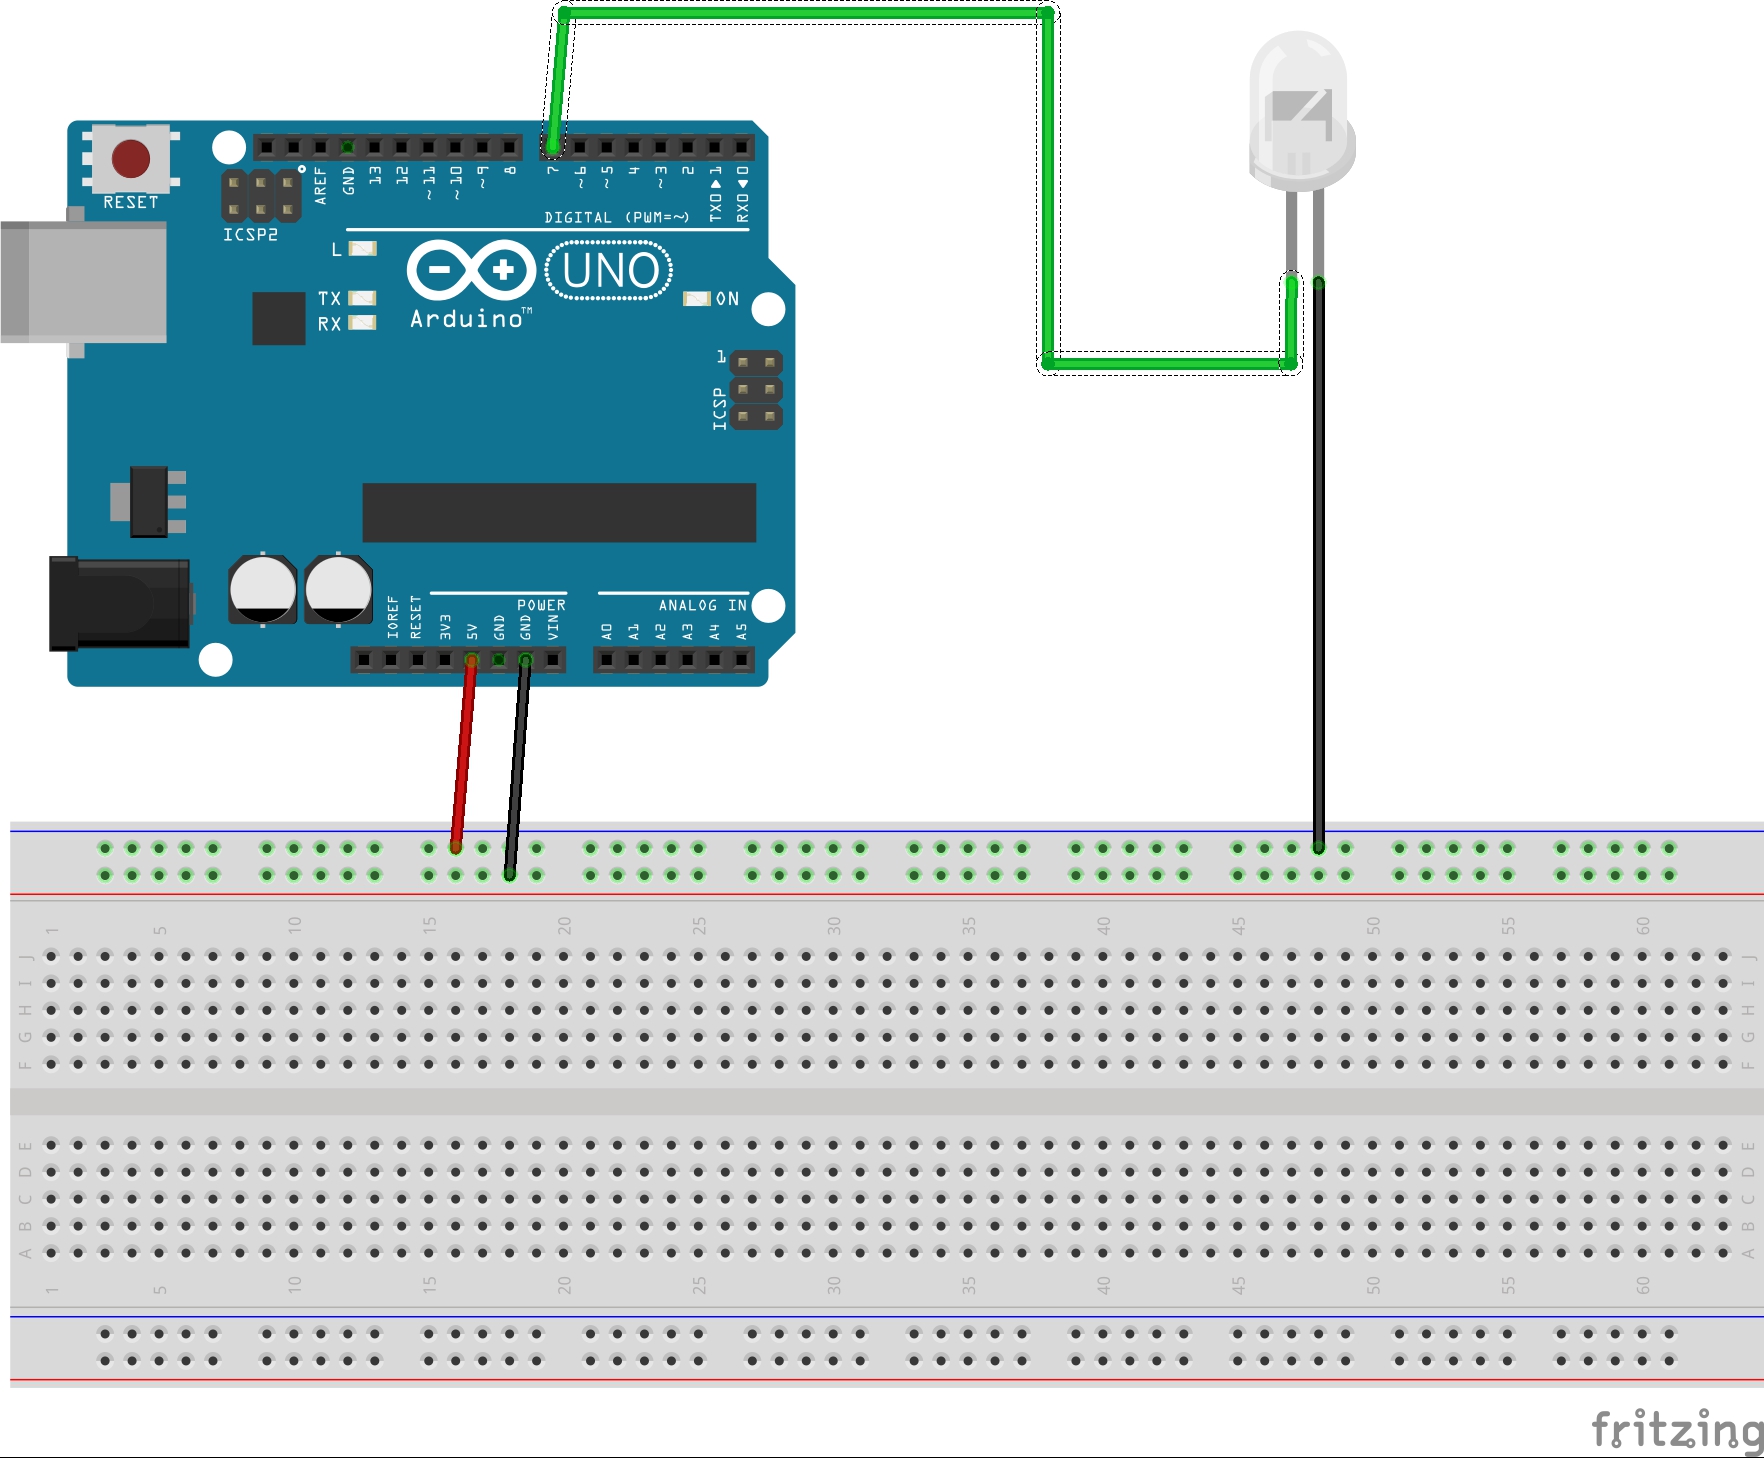 RESET
ICSP2
AREF
GND
13
12
~11
~10
~9
8
7
~6
~5
4
~3
2
TX0▶1
RX0◀0
DIGITAL (PWM=~)
L
TX
RX
UNO
Arduino™
ON
1
ICSP
IOREF
RESET
3V3
5V
GND
GND
VIN
POWER
ANALOG IN
A0
A1
A2
A3
A4
A5
1 5 10 15 20 25 30 35 40 45 50 55 60
J J
I I
H H
G G
F F
E E
D D
C C
B B
A A
1 5 10 15 20 25 30 35 40 45 50 55 60
fritzing